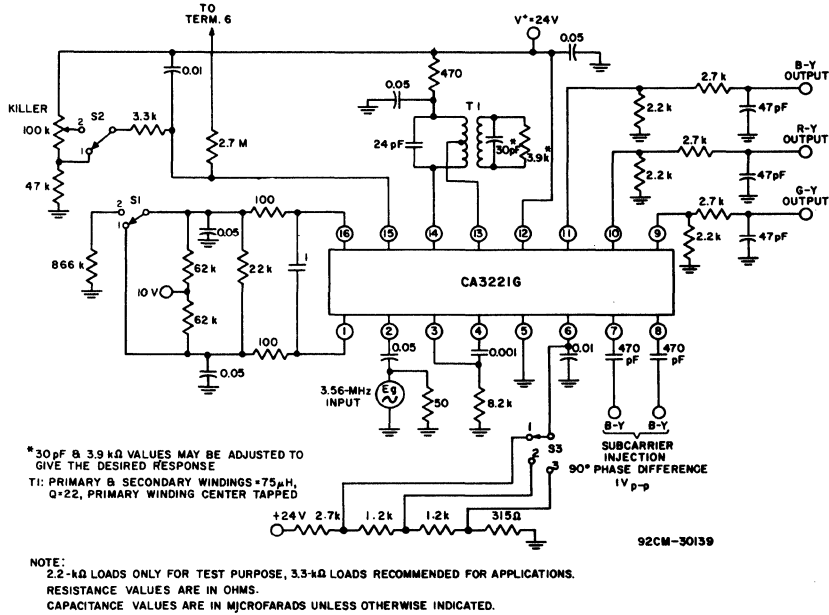 TO
TERM. 6
V+ = 24V
0.05
0.01
470
0.05
B-Y
OUTPUT
2.7k
2.2k
47pF
KILLER
100 k
2
S2
1
3.3k
2.7 M
T1
24 pF
30pF*
3.9k*
R-Y
OUTPUT
2.7k
2.2k
47pF
47 k
G-Y
OUTPUT
2.7k
2.2k
47pF
2
S1
1
100
0.05
866 k
62k
22k
1
10 V
62k
100
0.05
16
15
14
13
12
11
10
9
CA3221G
1
2
3
4
5
6
7
8
0.05
0.001
0.01
470
pF
470
pF
3.56-MHz
INPUT
Eg
50
8.2k
1
S3
2
3
B-Y
B-Y
SUBCARRIER
INJECTION
90° PHASE DIFFERENCE
1V p-p
* 30 pF & 3.9 kΩ VALUES MAY BE ADJUSTED TO
GIVE THE DESIRED RESPONSE
T1: PRIMARY & SECONDARY WINDINGS = 75µH,
Q=22, PRIMARY WINDING CENTER TAPPED
+24V
2.7k
1.2k
1.2k
315Ω
92CM-30139
NOTE:
2.2-kΩ LOADS ONLY FOR TEST PURPOSE, 3.3-kΩ LOADS RECOMMENDED FOR APPLICATIONS.
RESISTANCE VALUES ARE IN OHMS.
CAPACITANCE VALUES ARE IN MICROFARADS UNLESS OTHERWISE INDICATED.